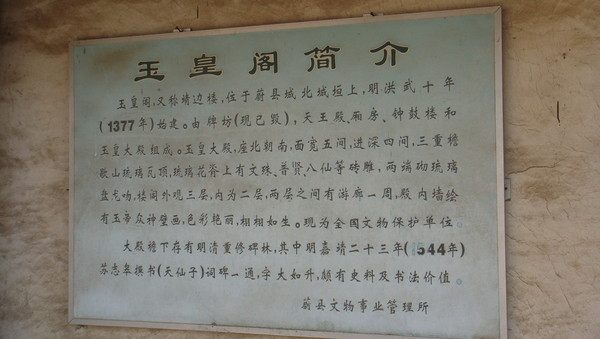 玉皇阁简介
玉皇阁,又称靖边楼,位于蔚县城北城垣上,明洪武十年
(1377年)始建。由牌坊(现已毁),天王殿、厢房、钟鼓楼和
玉皇大殿组成。玉皇大殿,座北朝南,面宽五间,进深四间,三重檐
歇山琉璃瓦顶,琉璃花脊上有文殊、普贤、八仙等砖雕,两端砌琉璃
盘龙吻,楼阁外观三层,内为二层,两层之间有游廊一周,殿内墙绘
有玉帝众神壁画,色彩艳丽,栩栩如生。现为全国文物保护单位。
大殿檐下存有明清重修碑林,其中明嘉靖二十三年(1544年)
苏志皋撰书(天仙子)词碑一通,字大如升,颇有史料及书法价值。
蔚县文物事业管理所